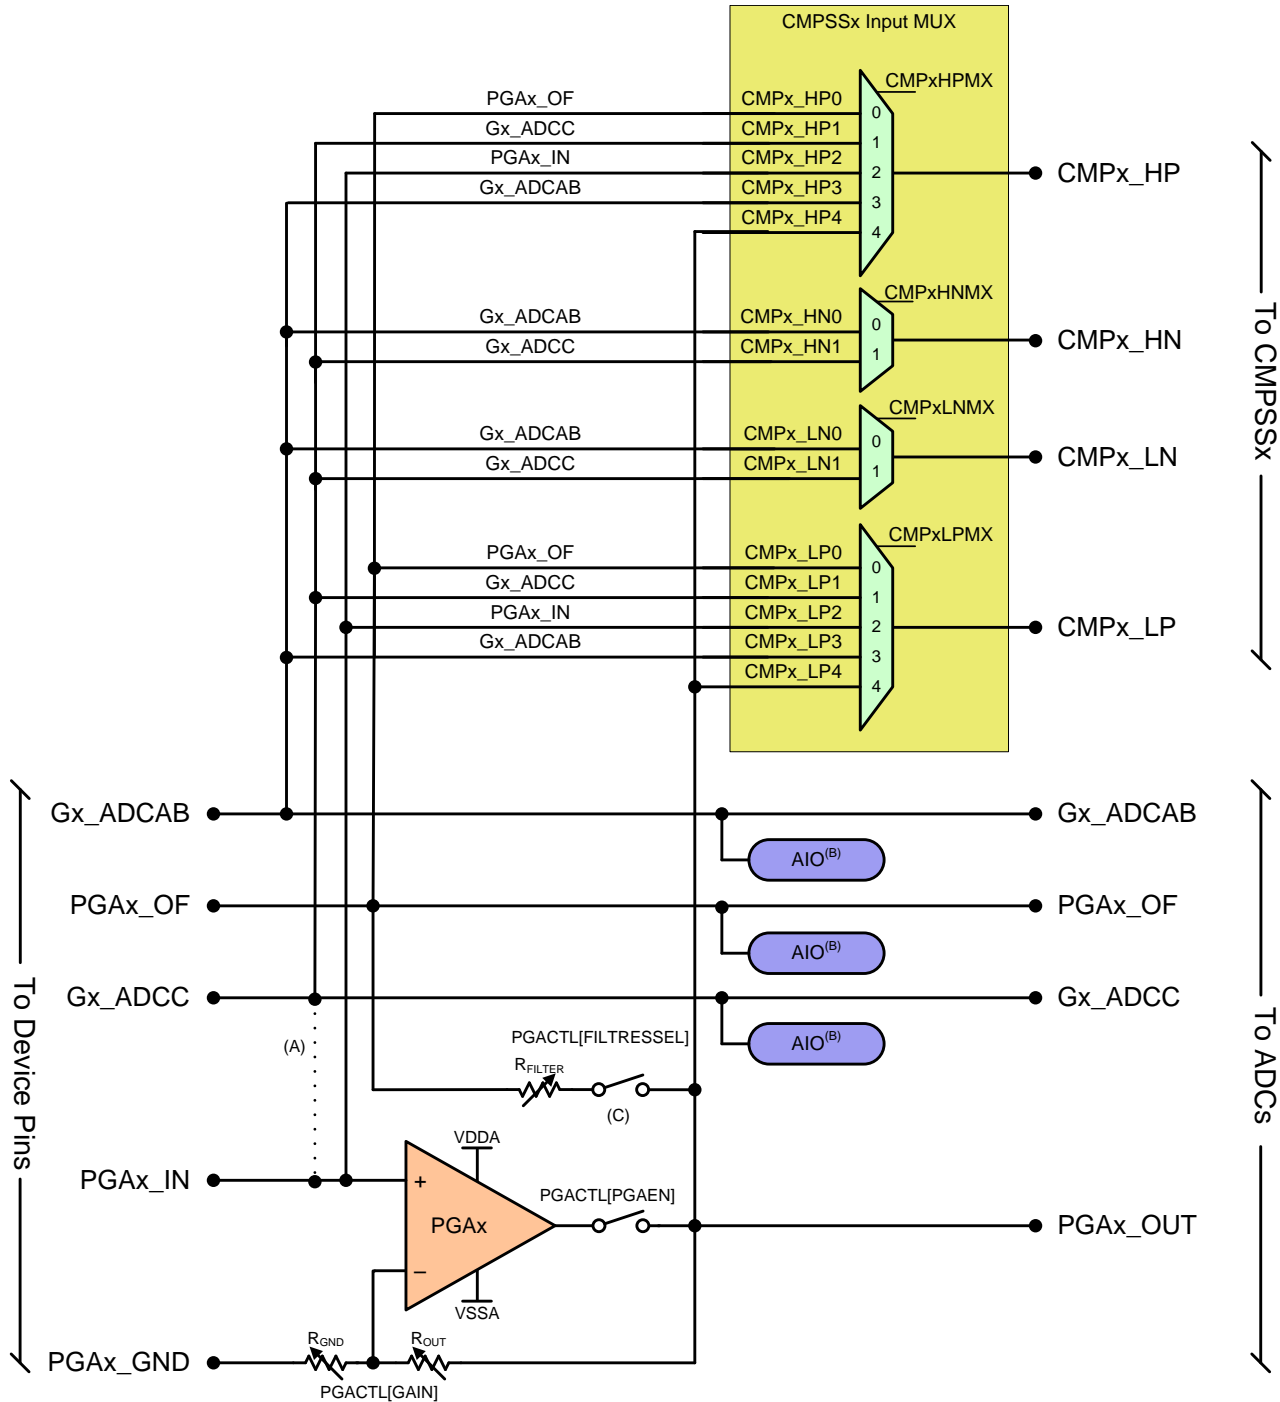 CMPSSx Input MUX
CMPxHPMX
PGAx_OF CMPx_HP0 0
Gx_ADCC CMPx_HP1 1
PGAx_IN CMPx_HP2 2 CMPx_HP
Gx_ADCAB CMPx_HP3 3
CMPx_HP4 4
CMPxHNMX
Gx_ADCAB CMPx_HN0 0
Gx_ADCC CMPx_HN1 1 CMPx_HN
CMPxLNMX
Gx_ADCAB CMPx_LN0 0
Gx_ADCC CMPx_LN1 1 CMPx_LN
CMPxLPMX
PGAx_OF CMPx_LP0 0
Gx_ADCC CMPx_LP1 1
PGAx_IN CMPx_LP2 2 CMPx_LP
Gx_ADCAB CMPx_LP3 3
CMPx_LP4 4
To CMPSSx
Gx_ADCAB Gx_ADCAB
AIO(B)
PGAx_OF PGAx_OF
AIO(B)
Gx_ADCC Gx_ADCC
AIO(B)
(A)
PGACTL[FILTRESSEL]
RFILTER
(C)
VDDA
PGAx_IN + PGACTL[PGAEN]
PGAx PGAx_OUT
–
VSSA
RGND ROUT
PGAx_GND
PGACTL[GAIN]
To Device Pins
To ADCs